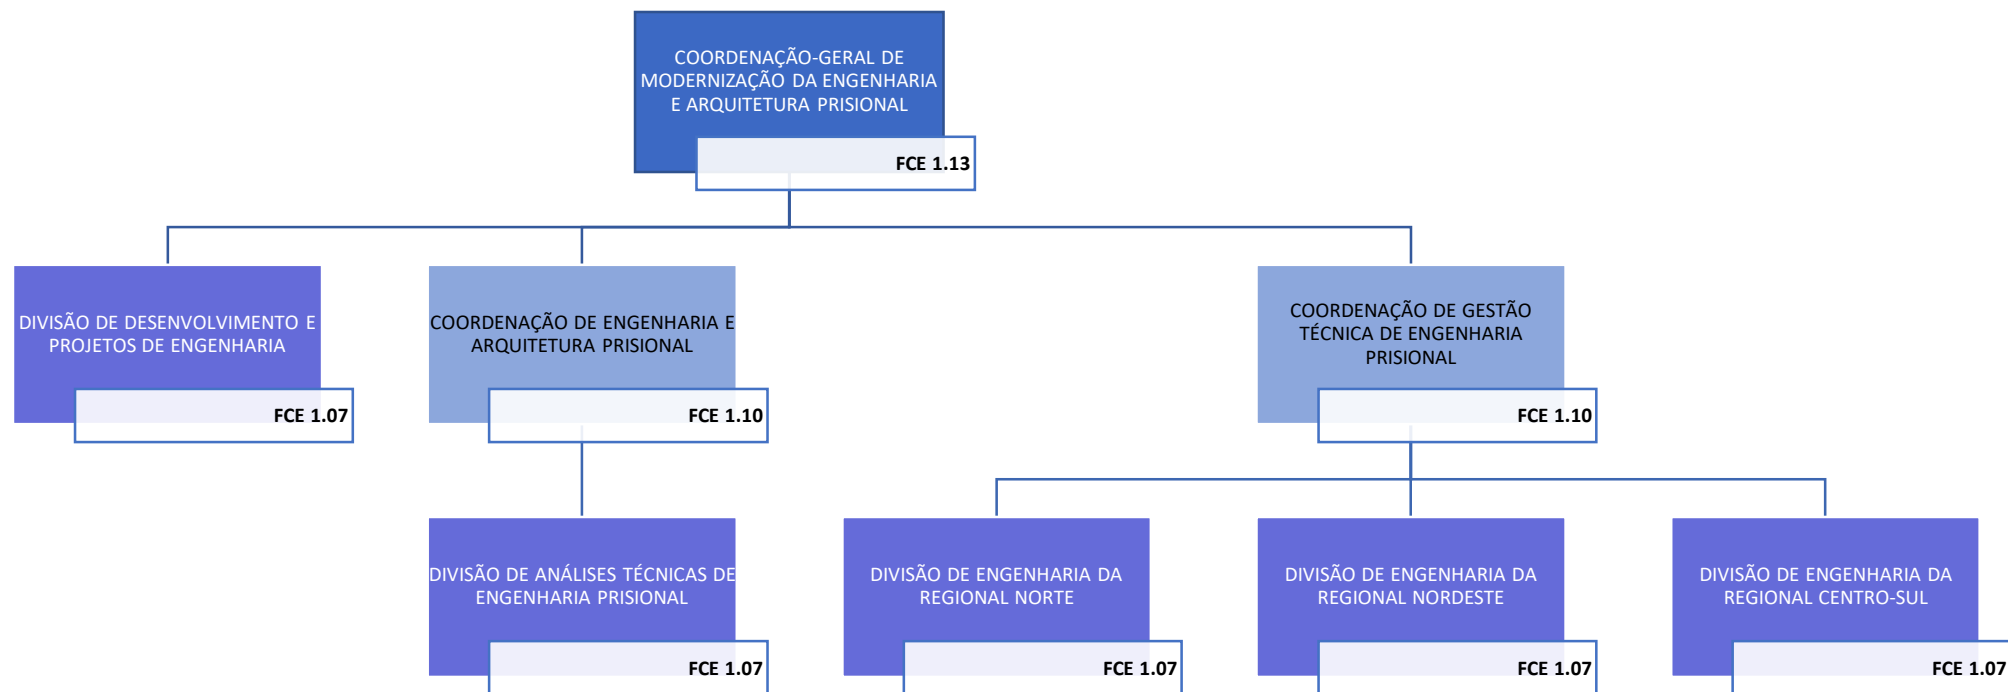 COORDENAÇÃO-GERAL DE
MODERNIZAÇÃO DA ENGENHARIA
E ARQUITETURA PRISIONAL
FCE 1.13
DIVISÃO DE DESENVOLVIMENTO E
PROJETOS DE ENGENHARIA
FCE 1.07
COORDENAÇÃO DE ENGENHARIA E
ARQUITETURA PRISIONAL
FCE 1.10
COORDENAÇÃO DE GESTÃO
TÉCNICA DE ENGENHARIA
PRISIONAL
FCE 1.10
DIVISÃO DE ANÁLISES TÉCNICAS DE
ENGENHARIA PRISIONAL
FCE 1.07
DIVISÃO DE ENGENHARIA DA
REGIONAL NORTE
FCE 1.07
DIVISÃO DE ENGENHARIA DA
REGIONAL NORDESTE
FCE 1.07
DIVISÃO DE ENGENHARIA DA
REGIONAL CENTRO-SUL
FCE 1.07